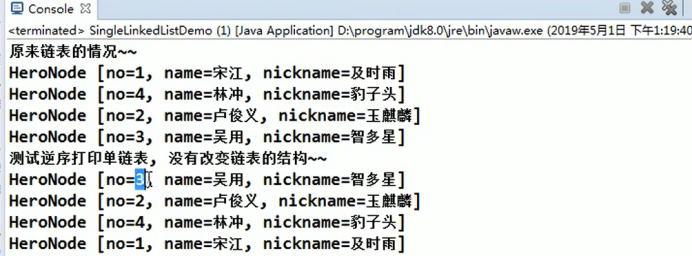 Console
<terminated> SingleLinkedListDemo (1) [Java Application] D:\program\jdk8.0\jre\bin\javaw.exe (2019年5月1日 下午1:19:40
原来链表的情况~~
HeroNode [no=1, name=宋江, nickname=及时雨]
HeroNode [no=4, name=林冲, nickname=豹子头]
HeroNode [no=2, name=卢俊义, nickname=玉麒麟]
HeroNode [no=3, name=吴用, nickname=智多星]
测试逆序打印单链表, 没有改变链表的结构~~
HeroNode [no=3, name=吴用, nickname=智多星]
HeroNode [no=2, name=卢俊义, nickname=玉麒麟]
HeroNode [no=4, name=林冲, nickname=豹子头]
HeroNode [no=1, name=宋江, nickname=及时雨]